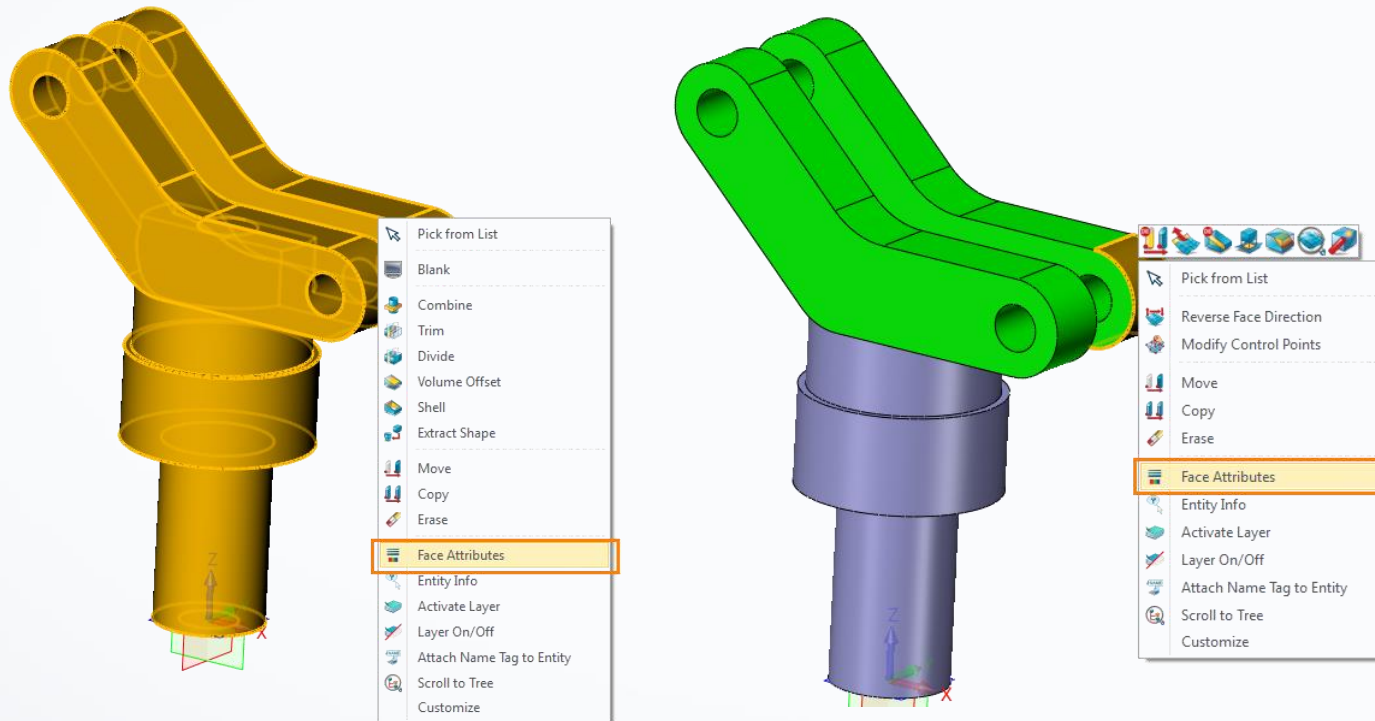 Pick from List
Blank
Combine
Trim
Divide
Volume Offset
Shell
Extract Shape
Move
Copy
Erase
Face Attributes
Entity Info
Activate Layer
Layer On/Off
Attach Name Tag to Entity
Scroll to Tree
Customize
Z
X
Pick from List
Reverse Face Direction
Modify Control Points
Move
Copy
Erase
Face Attributes
Entity Info
Activate Layer
Layer On/Off
Attach Name Tag to Entity
Scroll to Tree
Customize
Z
X